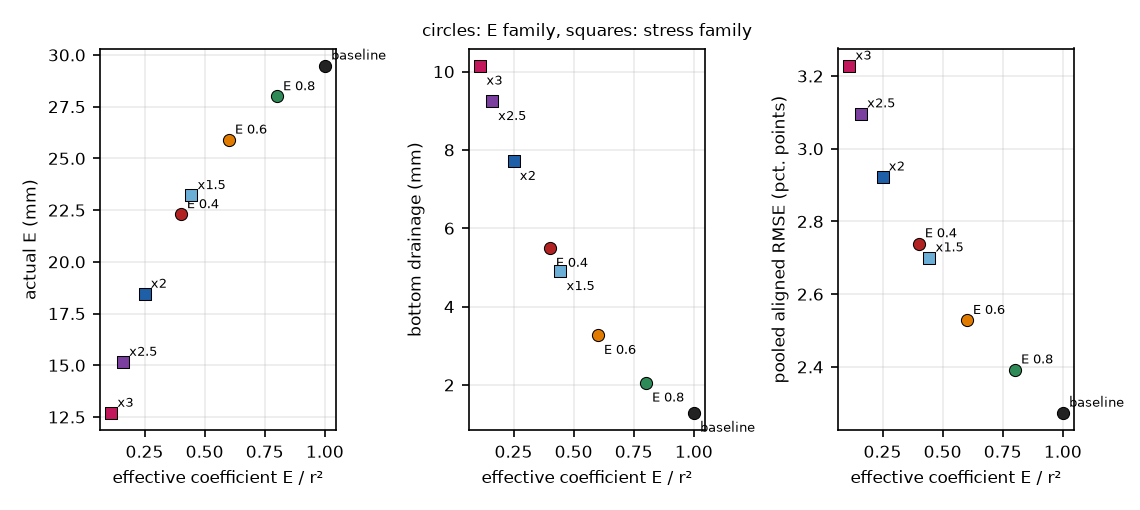 circles: E family, squares: stress family
actual E (mm)
30.0
27.5
25.0
22.5
20.0
17.5
15.0
12.5
baseline
E 0.8
E 0.6
x1.5
E 0.4
x2
x2.5
x3
0.25 0.50 0.75 1.00
effective coefficient E / r²
bottom drainage (mm)
10
8
6
4
2
x3
x2.5
x2
E 0.4
x1.5
E 0.6
E 0.8
baseline
0.25 0.50 0.75 1.00
effective coefficient E / r²
pooled aligned RMSE (pct. points)
3.2
3.0
2.8
2.6
2.4
x3
x2.5
x2
E 0.4
x1.5
E 0.6
E 0.8
baseline
0.25 0.50 0.75 1.00
effective coefficient E / r²